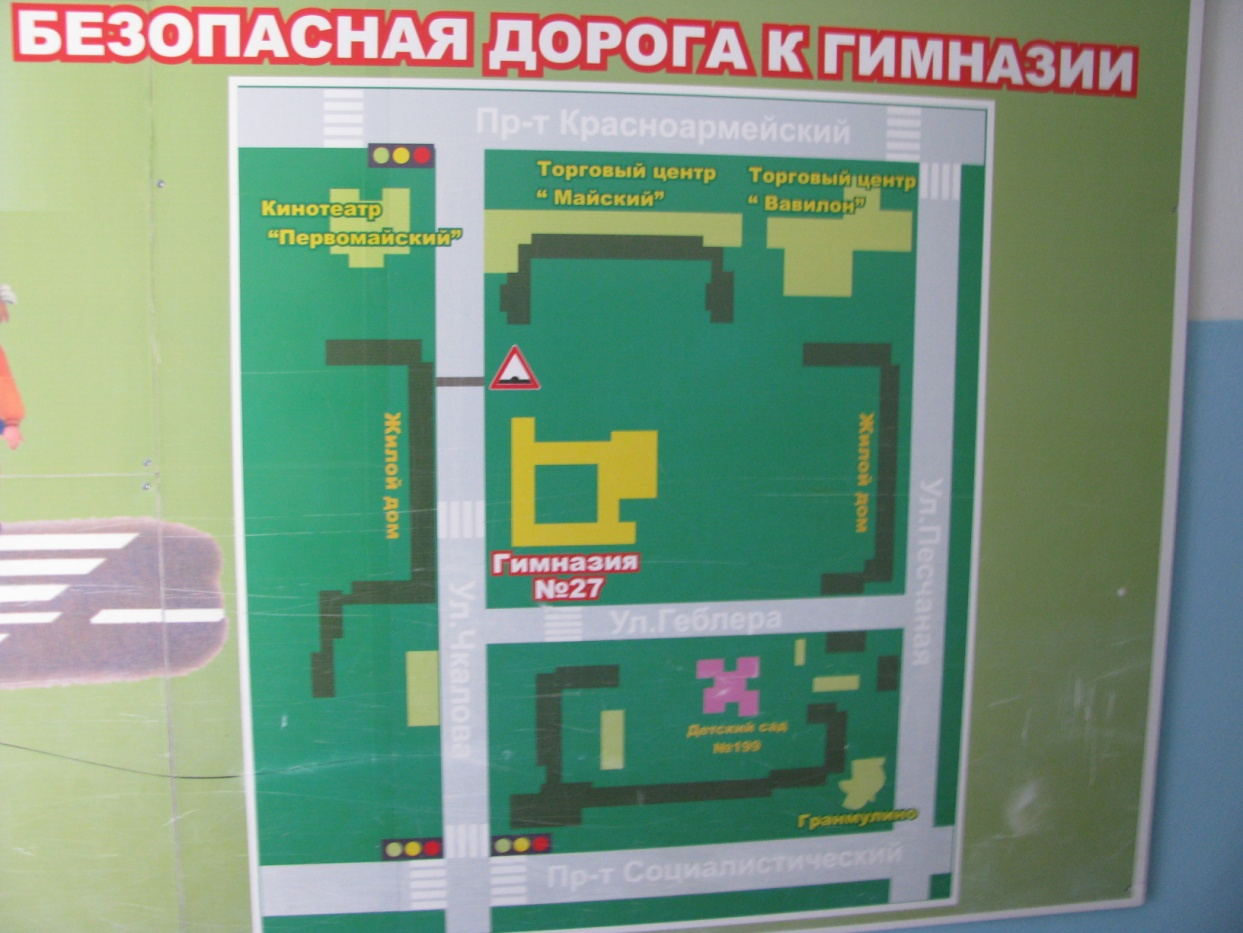 БЕЗОПАСНАЯ ДОРОГА К ГИМНАЗИИ
Пр-т Красноармейский
Торговый центр
“ Майский”
Торговый центр
“ Вавилон”
Кинотеатр
“Первомайский”
Жилой дом
Жилой дом
Гимназия
№27
Ул.Песчаная
Ул.Чкалова
Ул.Геблера
Детский сад
№199
Гранмулино
Пр-т Социалистический